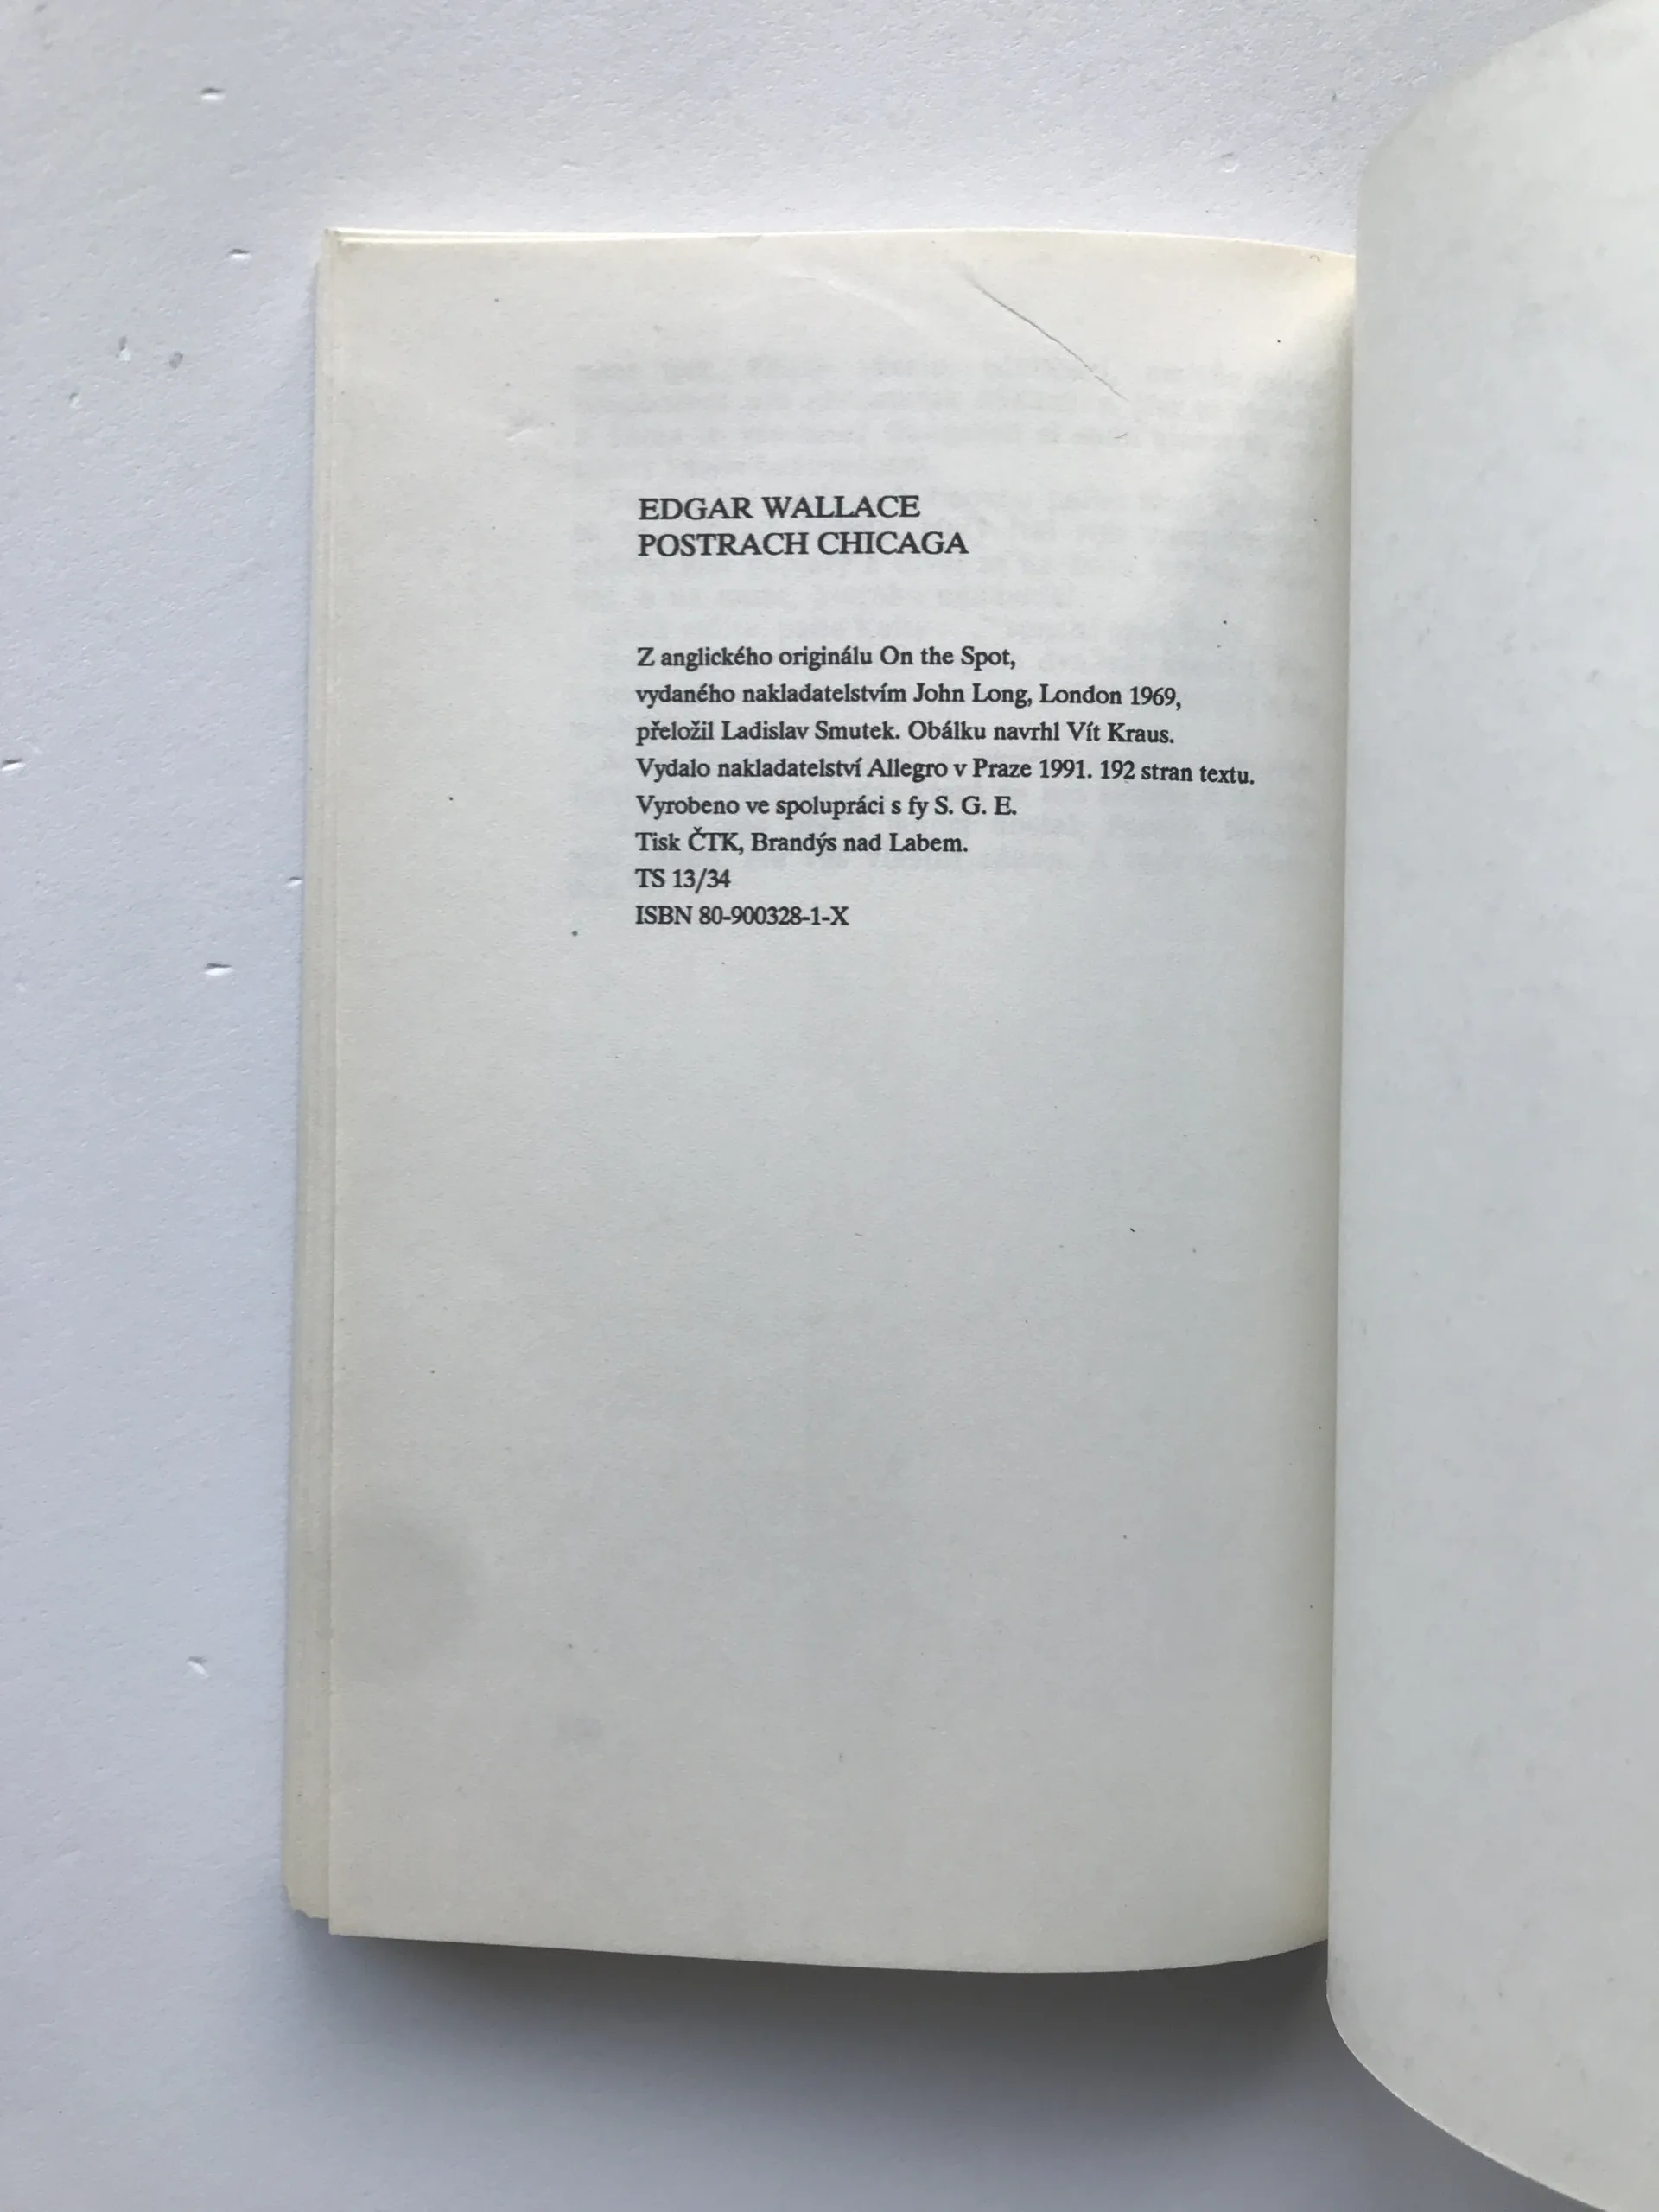 EDGAR WALLACE
POSTRACH CHICAGA
Z anglického originálu On the Spot,
vydaného nakladatelstvím John Long, London 1969,
přeložil Ladislav Smutek. Obálku navrhl Vít Kraus.
Vydalo nakladatelství Allegro v Praze 1991. 192 stran textu.
Vyrobeno ve spolupráci s fy S. G. E.
Tisk ČTK, Brandýs nad Labem.
TS 13/34
ISBN 80-900328-1-X